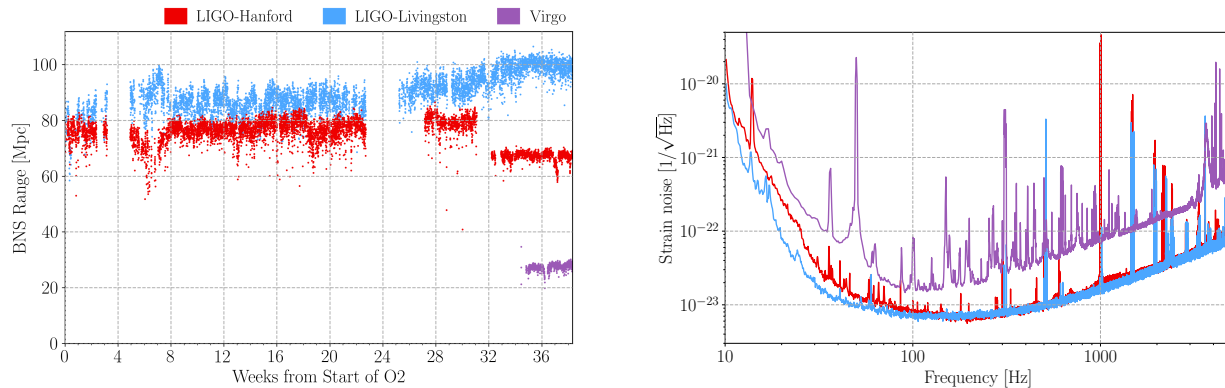 LIGO-Hanford LIGO-Livingston Virgo
BNS Range [Mpc]
100
80
60
40
20
0
0 4 8 12 16 20 24 28 32 36
Weeks from Start of O2
Strain noise [1/√Hz]
10⁻²⁰
10⁻²¹
10⁻²²
10⁻²³
10 100 1000
Frequency [Hz]